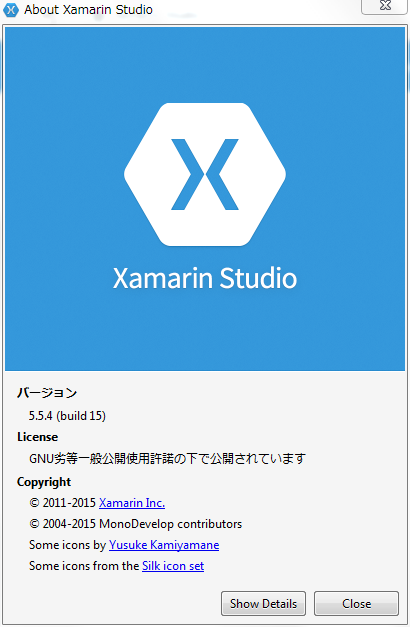 About Xamarin Studio
Xamarin Studio
バージョン
5.5.4 (build 15)
License
GNU劣等一般公開使用許諾の下で公開されています
Copyright
© 2011-2015 Xamarin Inc.
© 2004-2015 MonoDevelop contributors
Some icons by Yusuke Kamiyamane
Some icons from the Silk icon set
Show Details
Close